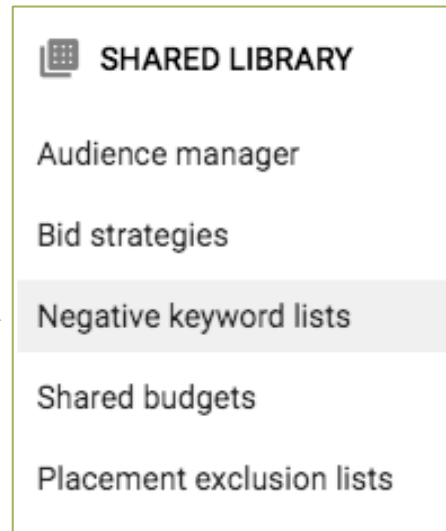 SHARED LIBRARY
Audience manager
Bid strategies
Negative keyword lists
Shared budgets
Placement exclusion lists